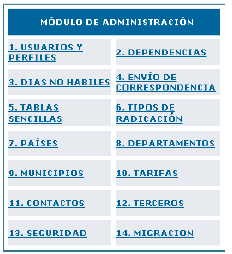 MÓDULO DE ADMINISTRACIÓN
1. USUARIOS Y
PERFILES
2. DEPENDENCIAS
3. DIAS NO HABILES
4. ENVÍO DE
CORRESPONDENCIA
5. TABLAS
SENCILLAS
6. TIPOS DE
RADICACIÓN
7. PAÍSES
8. DEPARTAMENTOS
9. MUNICIPIOS
10. TARIFAS
11. CONTACTOS
12. TERCEROS
13. SEGURIDAD
14. MIGRACION